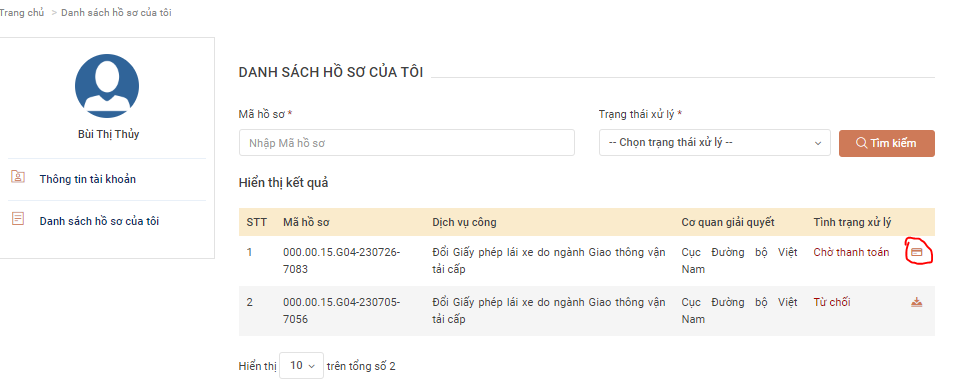 Trang chủ > Danh sách hồ sơ của tôi
Bùi Thị Thủy
Thông tin tài khoản
Danh sách hồ sơ của tôi
DANH SÁCH HỒ SƠ CỦA TÔI
Mã hồ sơ * Trạng thái xử lý *
Nhập Mã hồ sơ -- Chọn trạng thái xử lý -- Tìm kiếm
Hiển thị kết quả
STT Mã hồ sơ Dịch vụ công Cơ quan giải quyết Tình trạng xử lý
1 000.00.15.G04-230726- Đổi Giấy phép lái xe do ngành Giao thông vận Cục Đường bộ Việt Chờ thanh toán
7083 tải cấp Nam
2 000.00.15.G04-230705- Đổi Giấy phép lái xe do ngành Giao thông vận Cục Đường bộ Việt Từ chối
7056 tải cấp Nam
Hiển thị 10 trên tổng số 2